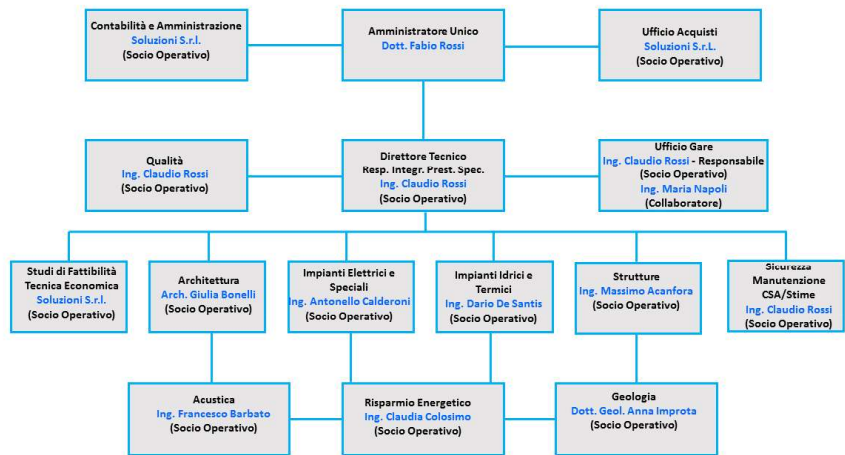 Contabilità e Amministrazione
Soluzioni S.r.l.
(Socio Operativo)
Amministratore Unico
Dott. Fabio Rossi
Ufficio Acquisti
Soluzioni S.r.L.
(Socio Operativo)
Qualità
Ing. Claudio Rossi
(Socio Operativo)
Direttore Tecnico
Resp. Integr. Prest. Spec.
Ing. Claudio Rossi
(Socio Operativo)
Ufficio Gare
Ing. Claudio Rossi - Responsabile
(Socio Operativo)
Ing. Maria Napoli
(Collaboratore)
Studi di Fattibilità
Tecnica Economica
Soluzioni S.r.l.
(Socio Operativo)
Architettura
Arch. Giulia Bonelli
(Socio Operativo)
Impianti Elettrici e
Speciali
Ing. Antonello Calderoni
(Socio Operativo)
Impianti Idrici e
Termici
Ing. Dario De Santis
(Socio Operativo)
Strutture
Ing. Massimo Acanfora
(Socio Operativo)
Sicurezza
Manutenzione
CSA/Stime
Ing. Claudio Rossi
(Socio Operativo)
Acustica
Ing. Francesco Barbato
(Socio Operativo)
Risparmio Energetico
Ing. Claudia Colosimo
(Socio Operativo)
Geologia
Dott. Geol. Anna Improta
(Socio Operativo)